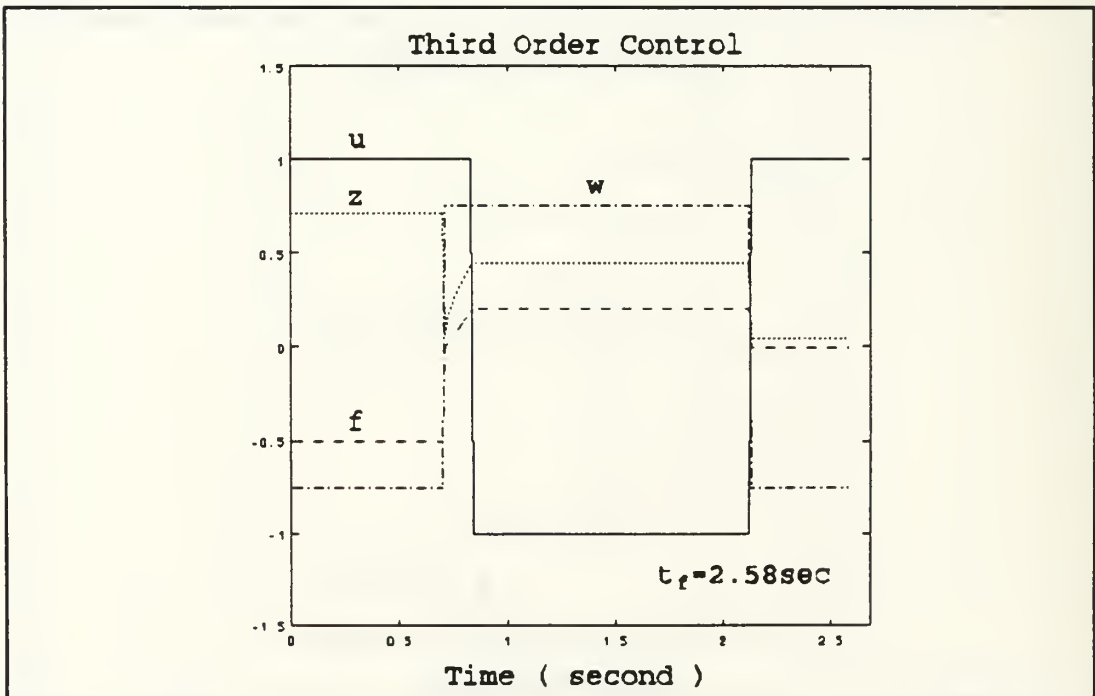 Third Order Control
1.5
1
0.5
0
-0.5
-1
-1 5
u
z
w
f
t_f=2.58sec
0 0 5 1 1 5 2 2 5
Time ( second )